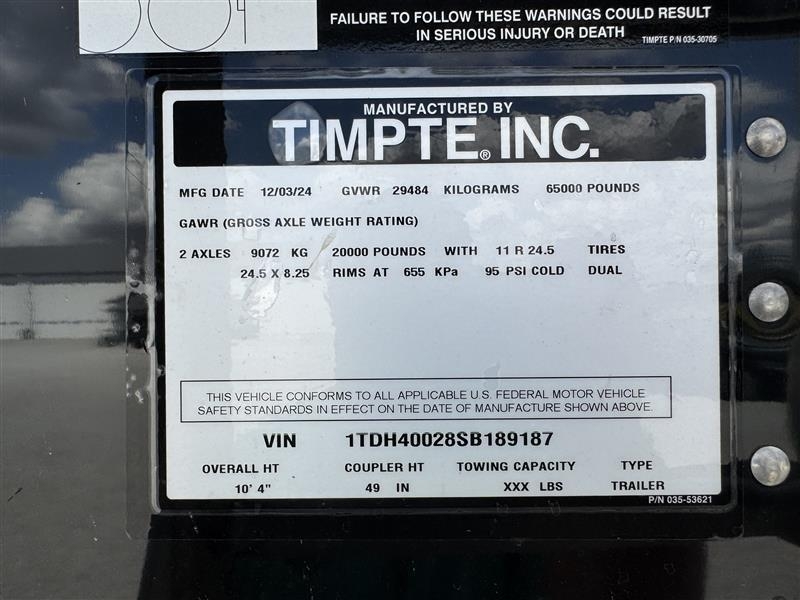 FAILURE TO FOLLOW THESE WARNINGS COULD RESULT
IN SERIOUS INJURY OR DEATH
TIMPTE P/N 035-30705
MANUFACTURED BY
TIMPTE® INC.
MFG DATE 12/03/24 GVWR 29484 KILOGRAMS 65000 POUNDS
GAWR (GROSS AXLE WEIGHT RATING)
2 AXLES 9072 KG 20000 POUNDS WITH 11 R 24.5 TIRES
24.5 X 8.25 RIMS AT 655 KPa 95 PSI COLD DUAL
THIS VEHICLE CONFORMS TO ALL APPLICABLE U.S. FEDERAL MOTOR VEHICLE
SAFETY STANDARDS IN EFFECT ON THE DATE OF MANUFACTURE SHOWN ABOVE.
VIN 1TDH40028SB189187
OVERALL HT COUPLER HT TOWING CAPACITY TYPE
10' 4" 49 IN XXX LBS TRAILER
P/N 035-53621